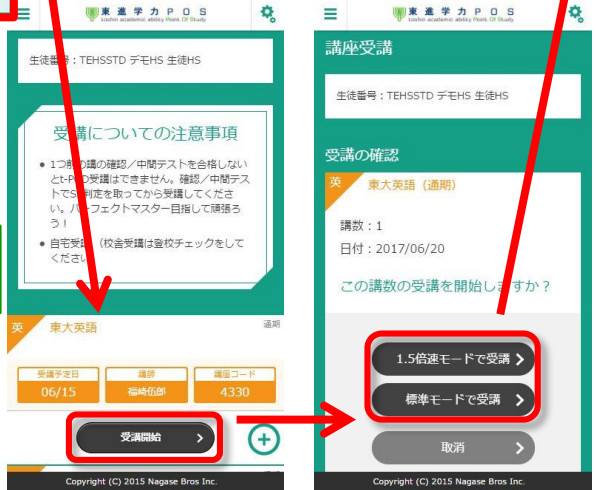 東進学力POS
toshin academic ability Point Of Study
生徒番号：TEHSSTD デモHS 生徒HS
受講についての注意事項
● 1つ前の講の確認／中間テストを合格しない
とt-POD受講はできません。確認／中間テス
トでSS判定を取ってから受講してくださ
い。パーフェクトマスター目指して頑張ろ
う！
● 自宅受講（校舎受講は登校チェックをして
ください
英
東大英語
通期
受講予定日
06/15
講師
福崎伍郎
講座コード
4330
受講開始
Copyright (C) 2015 Nagase Bros Inc.
東進学力POS
toshin academic ability Point Of Study
講座受講
生徒番号：TEHSSTD デモHS 生徒HS
受講の確認
英
東大英語（通期）
講数：1
日付：2017/06/20
この講数の受講を開始しますか？
1.5倍速モードで受講
標準モードで受講
取消
Copyright (C) 2015 Nagase Bros Inc.